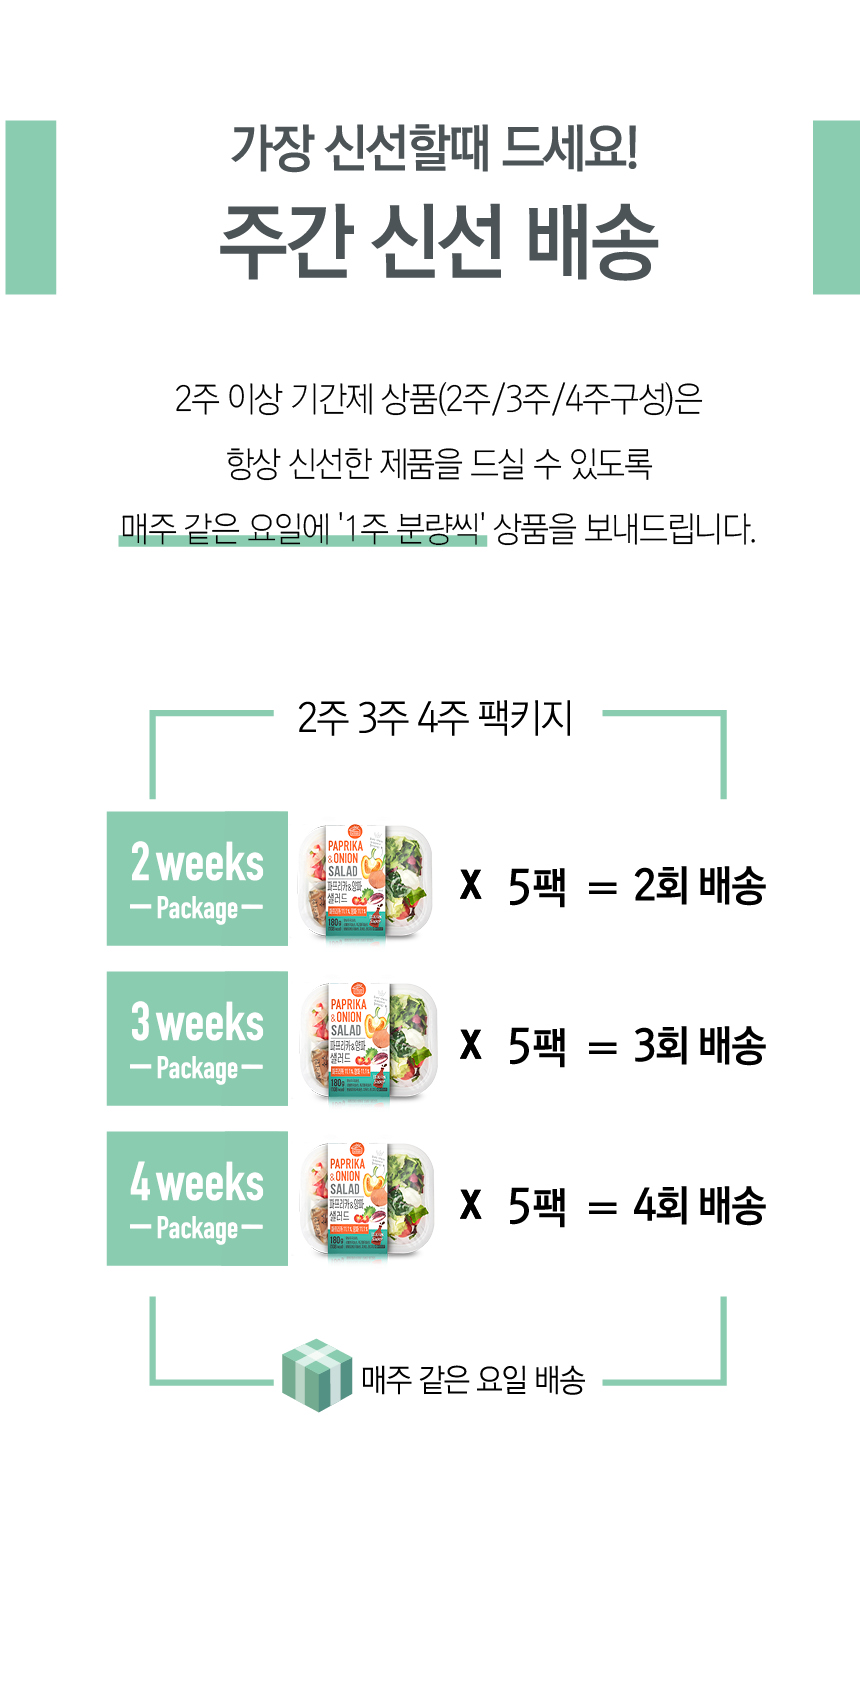 가장 신선할때 드세요!
주간 신선 배송
2주 이상 기간제 상품(2주/3주/4주구성)은
항상 신선한 제품을 드실 수 있도록
매주 같은 요일에 '1주 분량씩' 상품을 보내드립니다.
2주 3주 4주 팩키지
2 weeks
Package
PAPRIKA
& ONION
SALAD
파프리카&양파
샐러드
180g
X 5팩 = 2회 배송
3 weeks
Package
PAPRIKA
& ONION
SALAD
파프리카&양파
샐러드
180g
X 5팩 = 3회 배송
4 weeks
Package
PAPRIKA
& ONION
SALAD
파프리카&양파
샐러드
180g
X 5팩 = 4회 배송
매주 같은 요일 배송